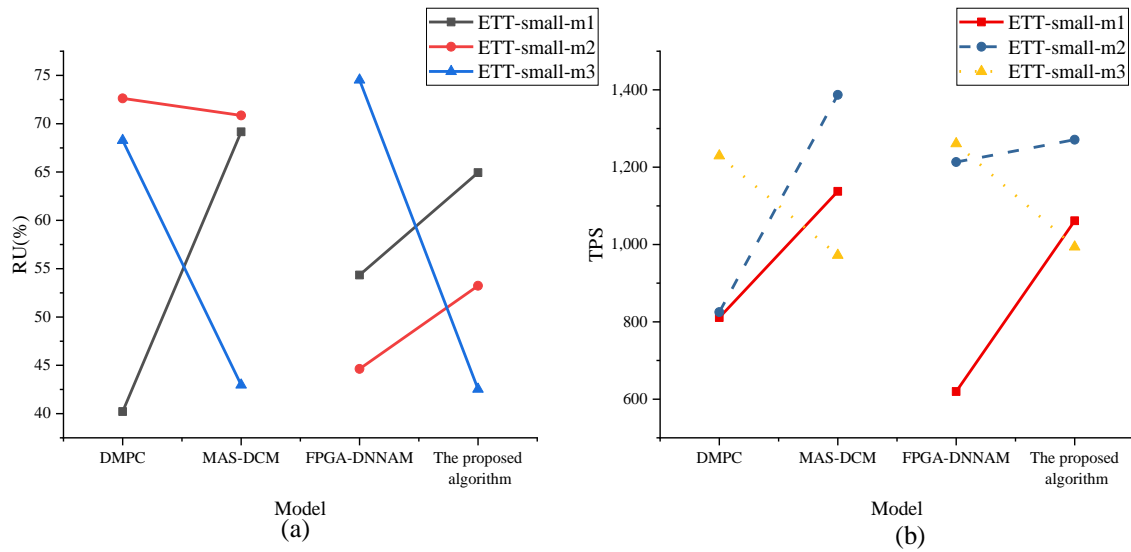 ETT-small-m1
ETT-small-m2
ETT-small-m3
75
70
65
60
55
50
45
40
RU(%)
DMPC
MAS-DCM
FPGA-DNNAM
The proposed
algorithm
Model
(a)
ETT-small-m1
ETT-small-m2
ETT-small-m3
1,400
1,200
1,000
800
600
TPS
DMPC
MAS-DCM
FPGA-DNNAM
The proposed
algorithm
Model
(b)